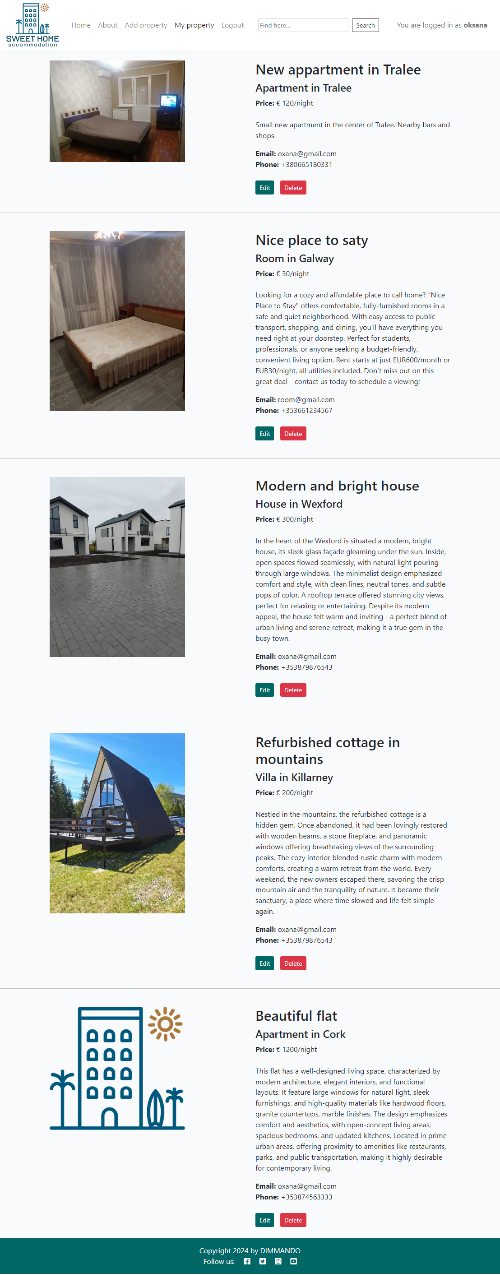 SWEET HOME
accommodation
Home About Add property My property Logout Find here... Search You are logged in as oksana
New appartment in Tralee
Apartment in Tralee
Price: € 120/night
Small new apartment in the center of Tralee. Nearby bars and
shops.
Email: oxana@gmail.com
Phone: +380665180331
Edit Delete
Nice place to saty
Room in Galway
Price: € 30/night
Looking for a cozy and affordable place to call home? "Nice
Place to Stay" offers comfortable, fully-furnished rooms in a
safe and quiet neighborhood. With easy access to public
transport, shopping, and dining, you'll have everything you
need right at your doorstep. Perfect for students,
professionals, or anyone seeking a budget-friendly,
convenient living option. Rent starts at just EUR600/month or
EUR30/night, all utilities included. Don't miss out on this
great deal – contact us today to schedule a viewing!
Email: room@gmail.com
Phone: +353661234567
Edit Delete
Modern and bright house
House in Wexford
Price: € 300/night
In the heart of the Wexford is situated a modern, bright
house, its sleek glass façade gleaming under the sun. Inside,
open spaces flowed seamlessly, with natural light pouring
through large windows. The minimalist design emphasized
comfort and style, with clean lines, neutral tones, and subtle
pops of color. A rooftop terrace offered stunning city views,
perfect for relaxing or entertaining. Despite its modern
appeal, the house felt warm and inviting - a perfect blend of
urban living and serene retreat, making it a true gem in the
busy town.
Email: oxana@gmail.com
Phone: +353879876543
Edit Delete
Refurbished cottage in
mountains
Villa in Killarney
Price: € 200/night
Nestled in the mountains, the refurbished cottage is a
hidden gem. Once abandoned, it had been lovingly restored
with wooden beams, a stone fireplace, and panoramic
windows offering breathtaking views of the surrounding
peaks. The cozy interior blended rustic charm with modern
comforts, creating a warm retreat from the world. Every
weekend, the new owners escaped there, savoring the crisp
mountain air and the tranquility of nature. It became their
sanctuary, a place where time slowed and life felt simple
again.
Email: oxana@gmail.com
Phone: +353879876543
Edit Delete
Beautiful flat
Apartment in Cork
Price: € 1200/night
This flat has a well-designed living space, characterized by
modern architecture, elegant interiors, and functional
layouts. It feature large windows for natural light, sleek
furnishings, and high-quality materials like hardwood floors,
granite countertops, marble finishes. The design emphasizes
comfort and aesthetics, with open-concept living areas,
spacious bedrooms, and updated kitchens. Located in prime
urban areas, offering proximity to amenities like restaurants,
parks, and public transportation, making it highly desirable
for contemporary living.
Email: oxana@gmail.com
Phone: +353874563333
Edit Delete
Copyright 2024 by DIMMANDO
Follow us: